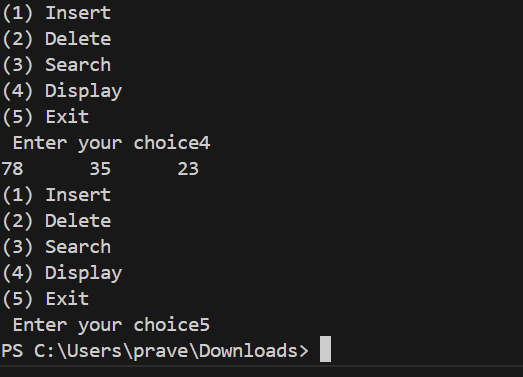 (1) Insert
(2) Delete
(3) Search
(4) Display
(5) Exit
 Enter your choice4
78      35      23
(1) Insert
(2) Delete
(3) Search
(4) Display
(5) Exit
 Enter your choice5
PS C:\Users\prave\Downloads>